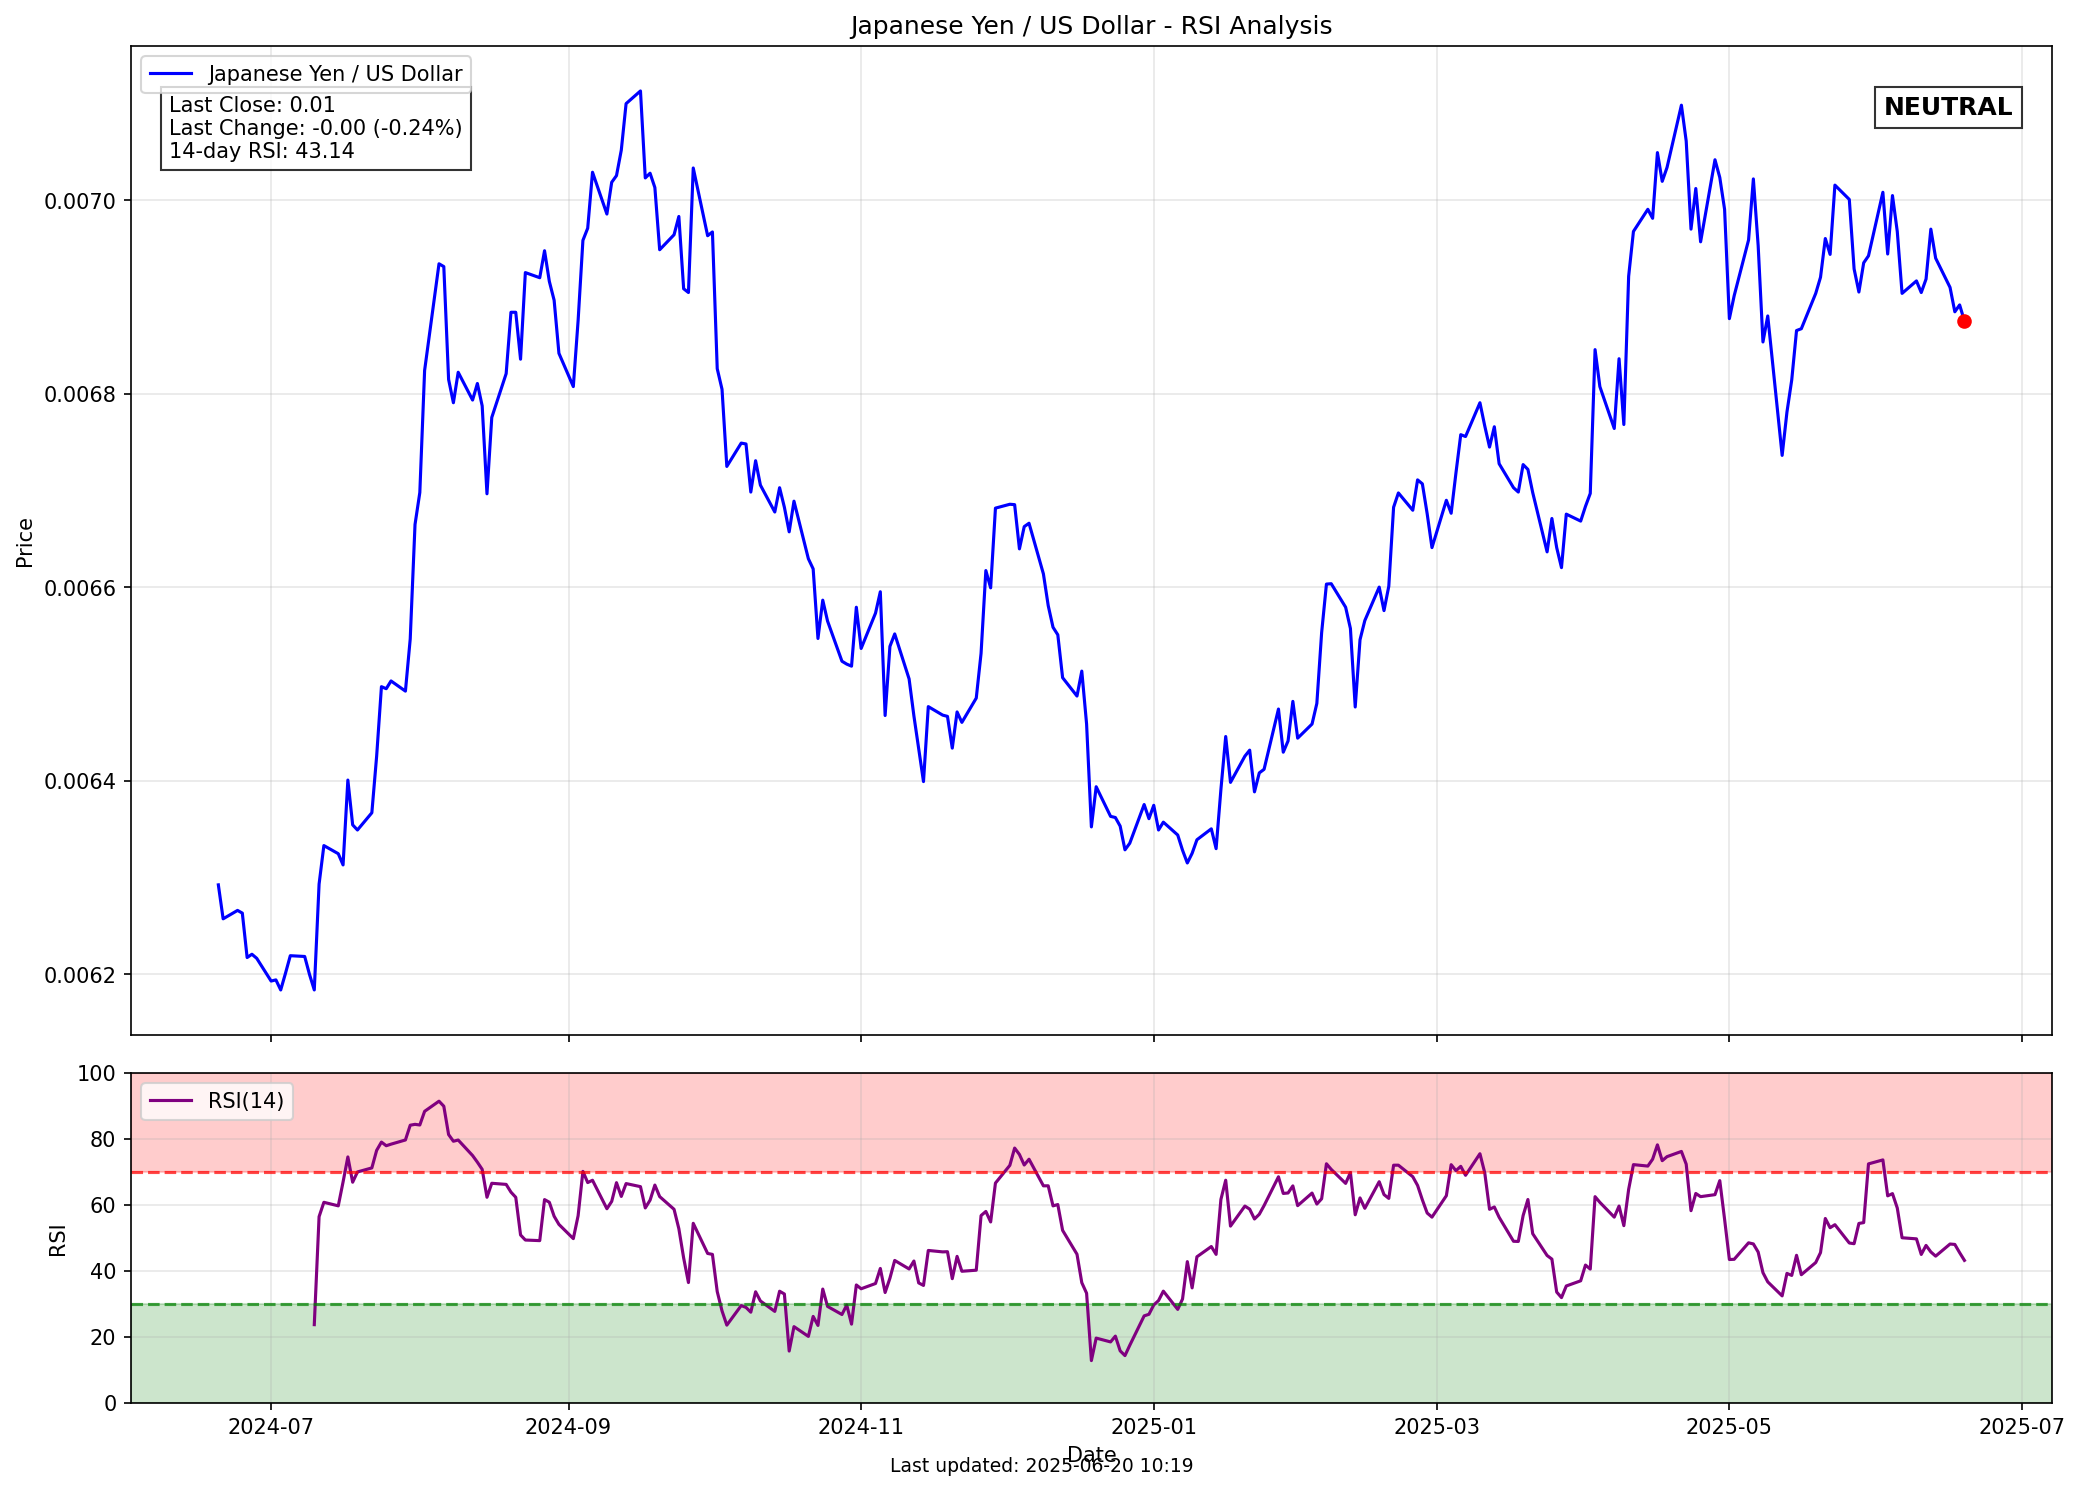 Japanese Yen / US Dollar - RSI Analysis
Japanese Yen / US Dollar
Last Close: 0.01
Last Change: -0.00 (-0.24%)
14-day RSI: 43.14
NEUTRAL
Price
0.0070
0.0068
0.0066
0.0064
0.0062
RSI(14)
RSI
100
80
60
40
20
0
2024-07
2024-09
2024-11
2025-01
2025-03
2025-05
2025-07
Date
Last updated: 2025-06-20 10:19